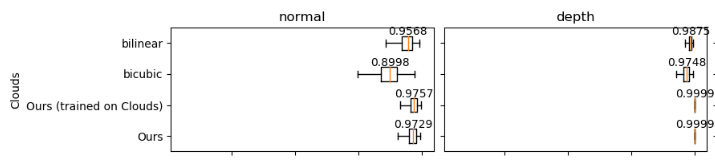 normal
depth
Clouds
bilinear
0.9568
0.9875
bicubic
0.8998
0.9748
Ours (trained on Clouds)
0.9757
0.9999
Ours
0.9729
0.9999